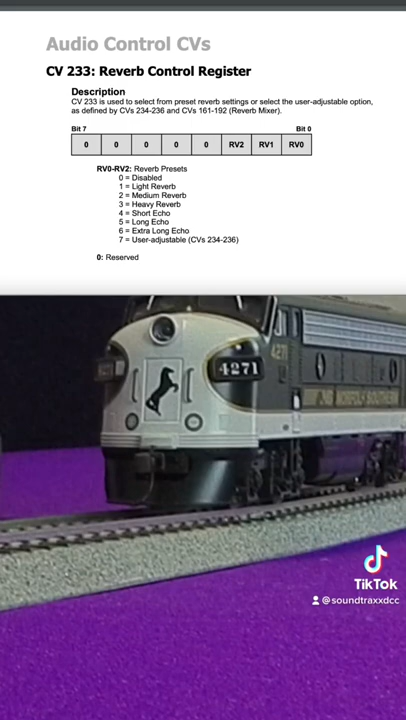 Audio Control CVs
CV 233: Reverb Control Register
Description
CV 233 is used to select from preset reverb settings or select the user-adjustable option,
as defined by CVs 234-236 and CVs 161-192 (Reverb Mixer).
Bit 7 Bit 0
0 0 0 0 0 RV2 RV1 RV0
RV0-RV2: Reverb Presets
0 = Disabled
1 = Light Reverb
2 = Medium Reverb
3 = Heavy Reverb
4 = Short Echo
5 = Long Echo
6 = Extra Long Echo
7 = User-adjustable (CVs 234-236)
0: Reserved
4271
4271
NORFOLK SOUTHERN
TikTok
@soundtraxxdcc